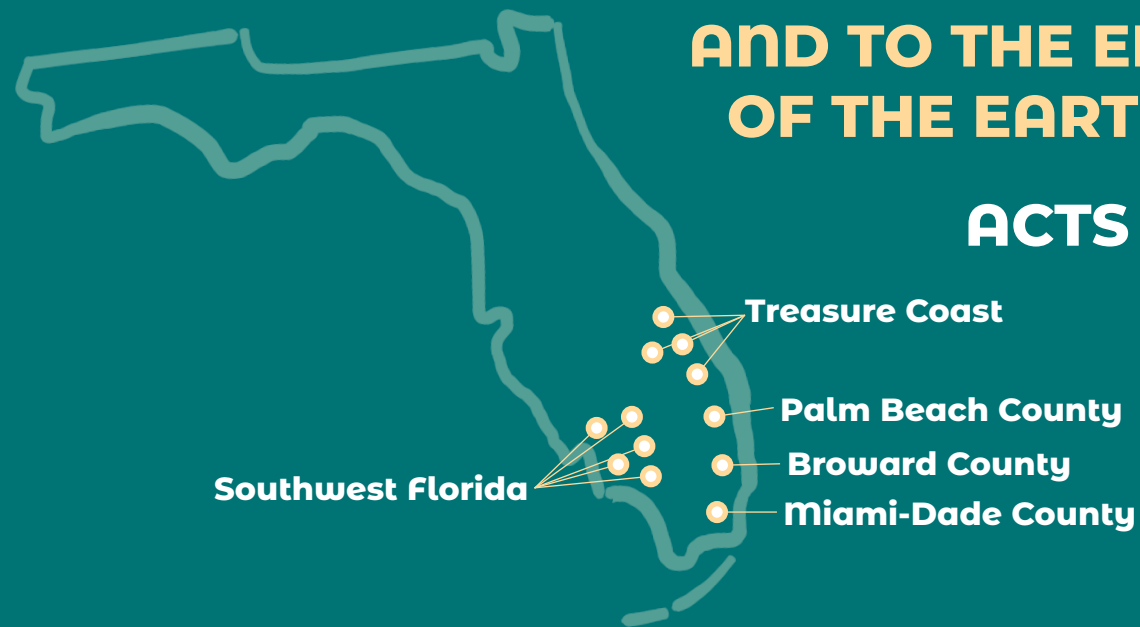 AND TO THE
OF THE
ACTS
Treasure Coast
Palm Beach County
Broward County
Southwest Florida
Miami-Dade County